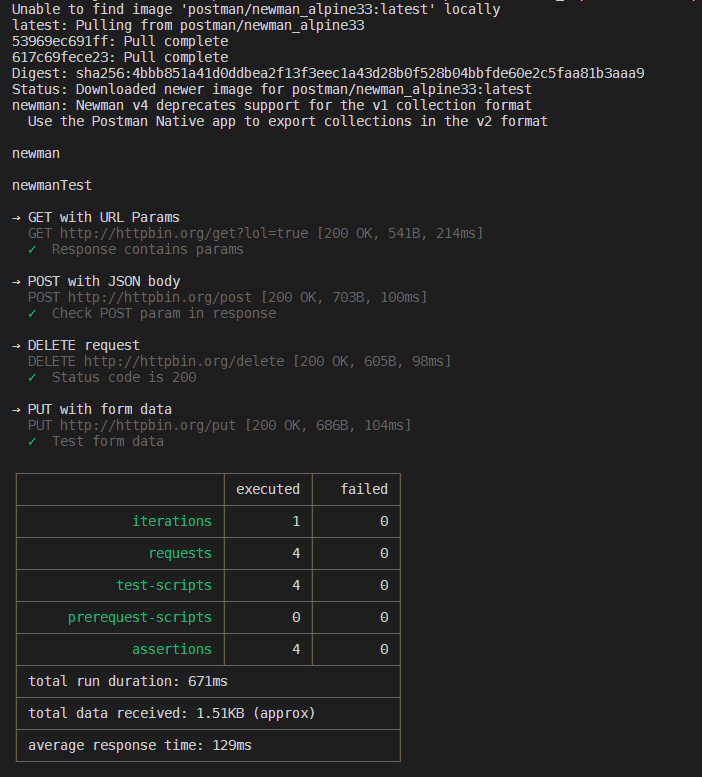 Unable to find image 'postman/newman_alpine33:latest' locally
latest: Pulling from postman/newman_alpine33
53969ec691ff: Pull complete
617c69fece23: Pull complete
Digest: sha256:4bbb851a41d0ddbea2f13f3eec1a43d28b0f528b04bbfde60e2c5faa81b3aaa9
Status: Downloaded newer image for postman/newman_alpine33:latest
newman: Newman v4 deprecates support for the v1 collection format
  Use the Postman Native app to export collections in the v2 format
newman
newmanTest
→ GET with URL Params
  GET http://httpbin.org/get?lol=true [200 OK, 541B, 214ms]
  ✓  Response contains params
→ POST with JSON body
  POST http://httpbin.org/post [200 OK, 703B, 100ms]
  ✓  Check POST param in response
→ DELETE request
  DELETE http://httpbin.org/delete [200 OK, 605B, 98ms]
  ✓  Status code is 200
→ PUT with form data
  PUT http://httpbin.org/put [200 OK, 686B, 104ms]
  ✓  Test form data
executed failed
iterations 1 0
requests 4 0
test-scripts 4 0
prerequest-scripts 0 0
assertions 4 0
total run duration: 671ms
total data received: 1.51KB (approx)
average response time: 129ms